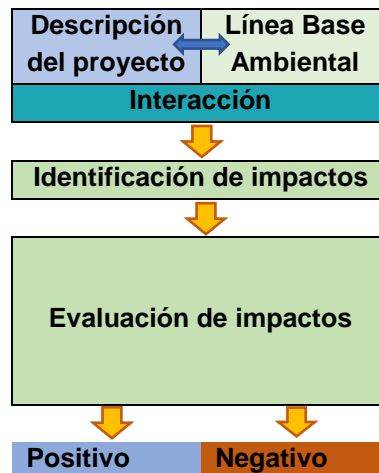 Descripción
del proyecto
Línea Base
Ambiental
Interacción
Identificación de impactos
Evaluación de impactos
Positivo
Negativo